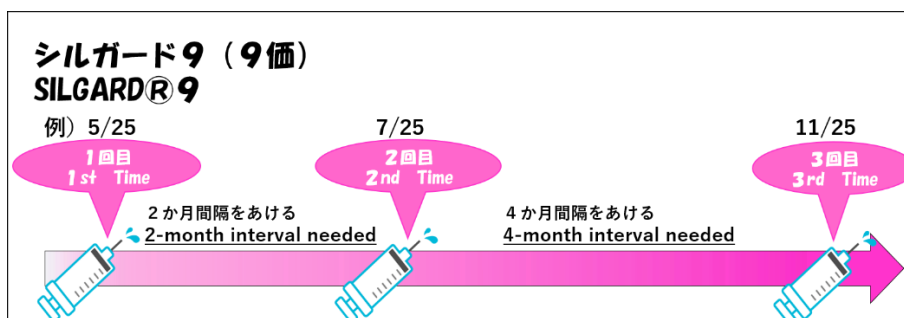 シルガード９（９価）
SILGARD®９
例）5/25
7/25
11/25
１回目
1st Time
２回目
2nd Time
３回目
3rd Time
２か月間隔をあける
2-month interval needed
４か月間隔をあける
4-month interval needed